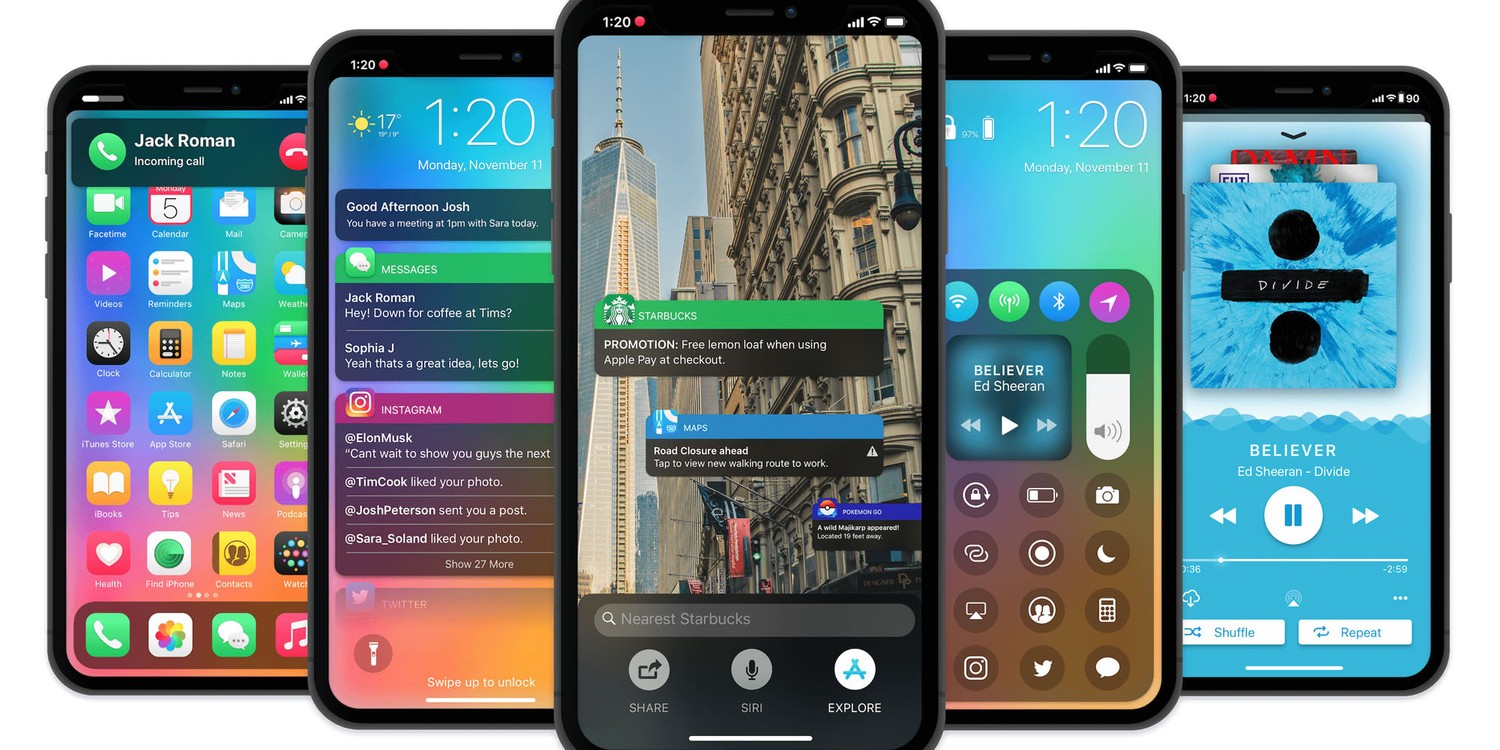 Jack Roman
Incoming call
Facetime
Monday
5
Calendar
Mail
Videos
Reminders
280
Maps
Clock
Calculator
Notes
iTunes Store
App Store
Safari
iBooks
Tips
News
Health
Find iPhone
Contacts
1:20
17°
19° / 9°
1:20
Monday, November 11
Good Afternoon Josh
You have a meeting at 1pm with Sara today.
MESSAGES
Jack Roman
Hey! Down for coffee at Tims?
Sophia J
Yeah thats a great idea, lets go!
INSTAGRAM
@ElonMusk
“Cant wait to show you guys the next
@TimCook liked your photo.
@JoshPeterson sent you a post.
@Sara_Soland liked your photo.
Show 27 More
TWITTER
Swipe up to unlock
1:20
STARBUCKS
PROMOTION: Free lemon loaf when using
Apple Pay at checkout.
MAPS
Road Closure ahead
Tap to view new walking route to work.
POKEMON GO
A wild Majikarp appeared!
Located 19 feet away.
Nearest Starbucks
SHARE
SIRI
EXPLORE
97%
1:20
Monday, November 11
BELIEVER
Ed Sheeran
1:20
90
DAMN
DIVIDE
BELIEVER
Ed Sheeran - Divide
0:36
-2:59
Shuffle
Repeat